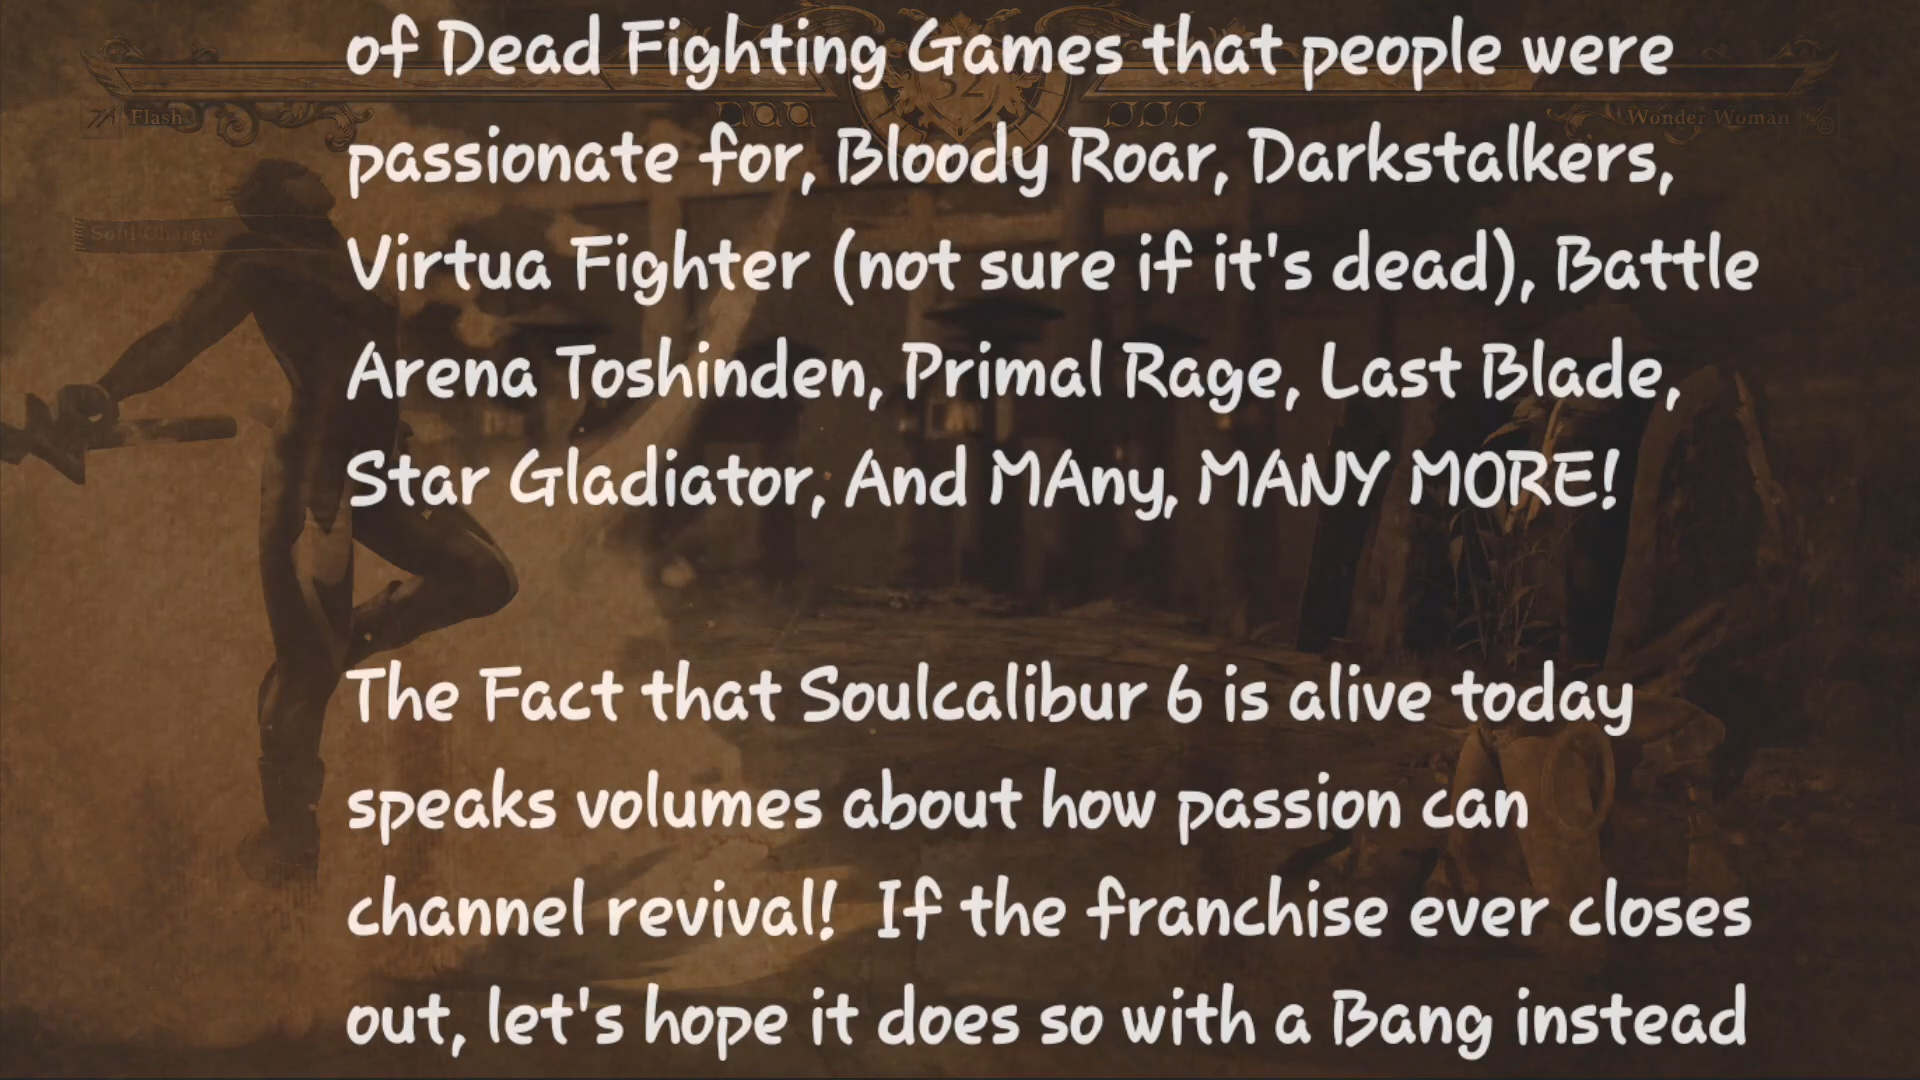 of Dead Fighting Games that people were
32
Flash
Wonder Woman
passionate for, Bloody Roar, Darkstalkers,
Soul Charge
Virtua Fighter (not sure if it's dead), Battle
Arena Toshinden, Primal Rage, Last Blade,
Star Gladiator, And MAny, MANY MORE!
The Fact that Soulcalibur 6 is alive today
speaks volumes about how passion can
channel revival!  If the franchise ever closes
out, let's hope it does so with a Bang instead